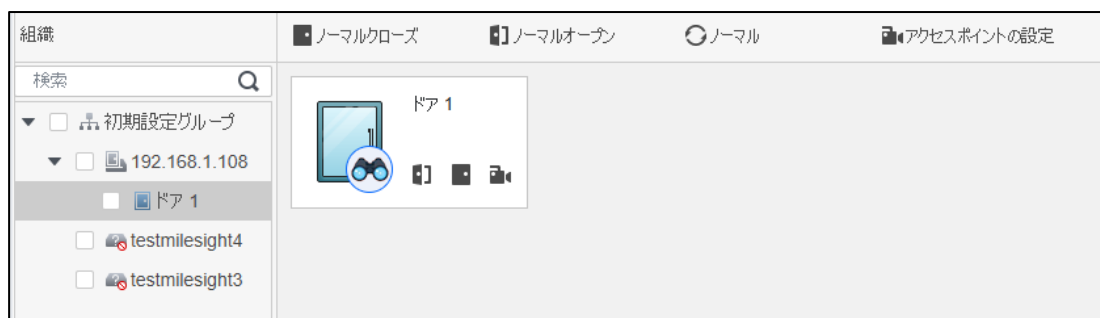 組織
ノーマルクローズ
ノーマルオープン
ノーマル
アクセスポイントの設定
検索
初期設定グループ
192.168.1.108
ドア 1
testmilesight4
testmilesight3
ドア 1